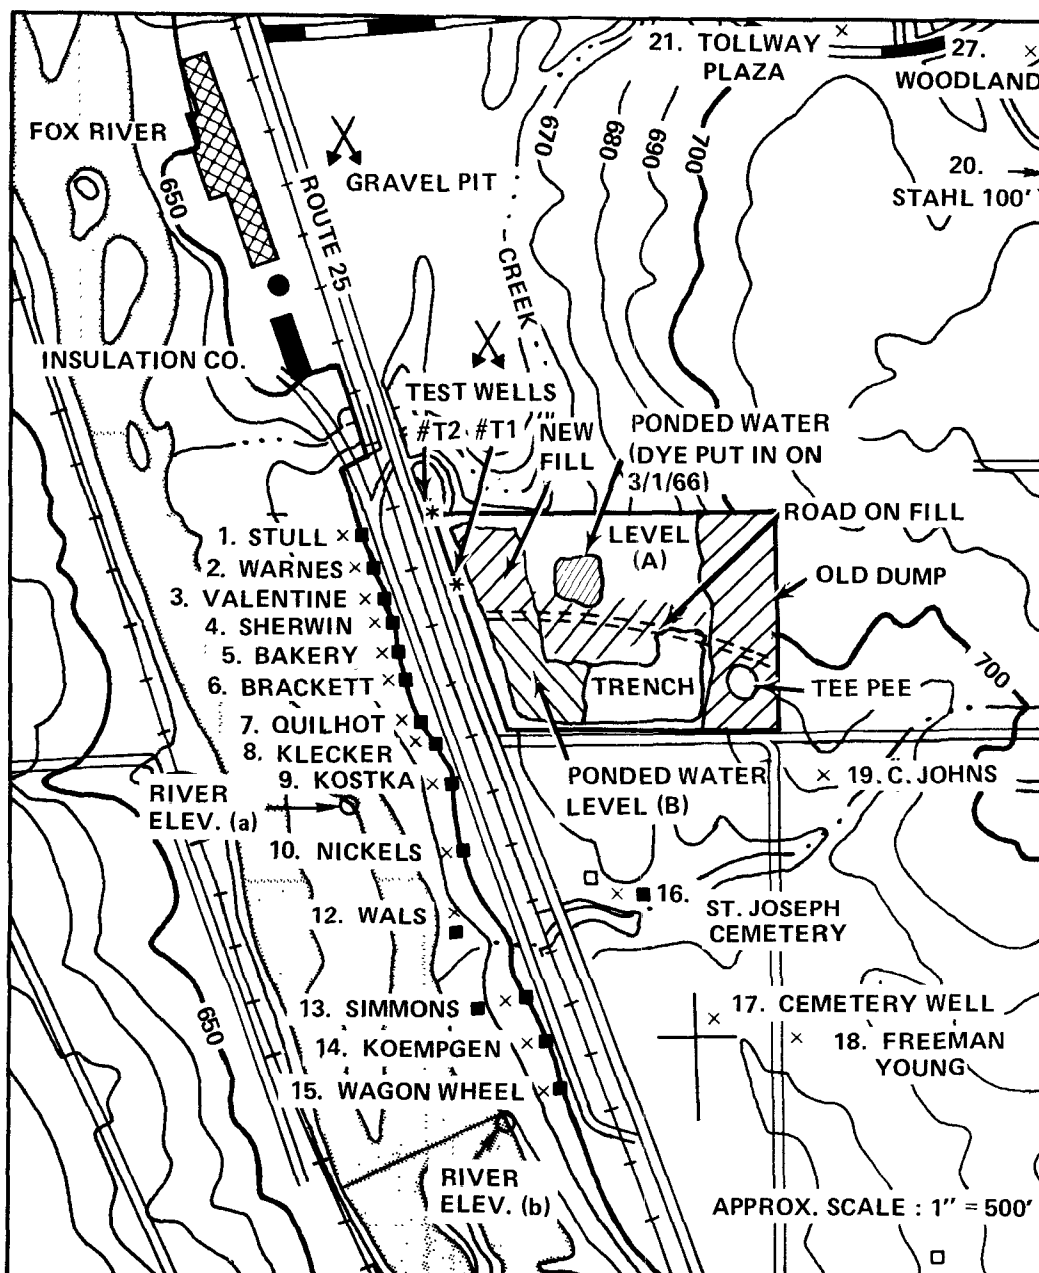 21. TOLLWAY
PLAZA
27.
WOODLAND
FOX RIVER
GRAVEL PIT
670
680
690
700
20.
STAHL 100'
650
ROUTE 25
CREEK
INSULATION CO.
TEST WELLS
#T2 #T1
NEW
FILL
PONDED WATER
(DYE PUT IN ON
3/1/66)
ROAD ON FILL
LEVEL
(A)
OLD DUMP
1. STULL
2. WARNES
3. VALENTINE
4. SHERWIN
5. BAKERY
6. BRACKETT
7. QUILHOT
8. KLECKER
9. KOSTKA
TRENCH
TEE PEE
700
RIVER
ELEV. (a)
PONDED WATER
LEVEL (B)
19. C. JOHNS
10. NICKELS
12. WALS
16.
ST. JOSEPH
CEMETERY
13. SIMMONS
14. KOEMPGEN
15. WAGON WHEEL
17. CEMETERY WELL
18. FREEMAN
YOUNG
650
RIVER
ELEV. (b)
APPROX. SCALE : 1" = 500'